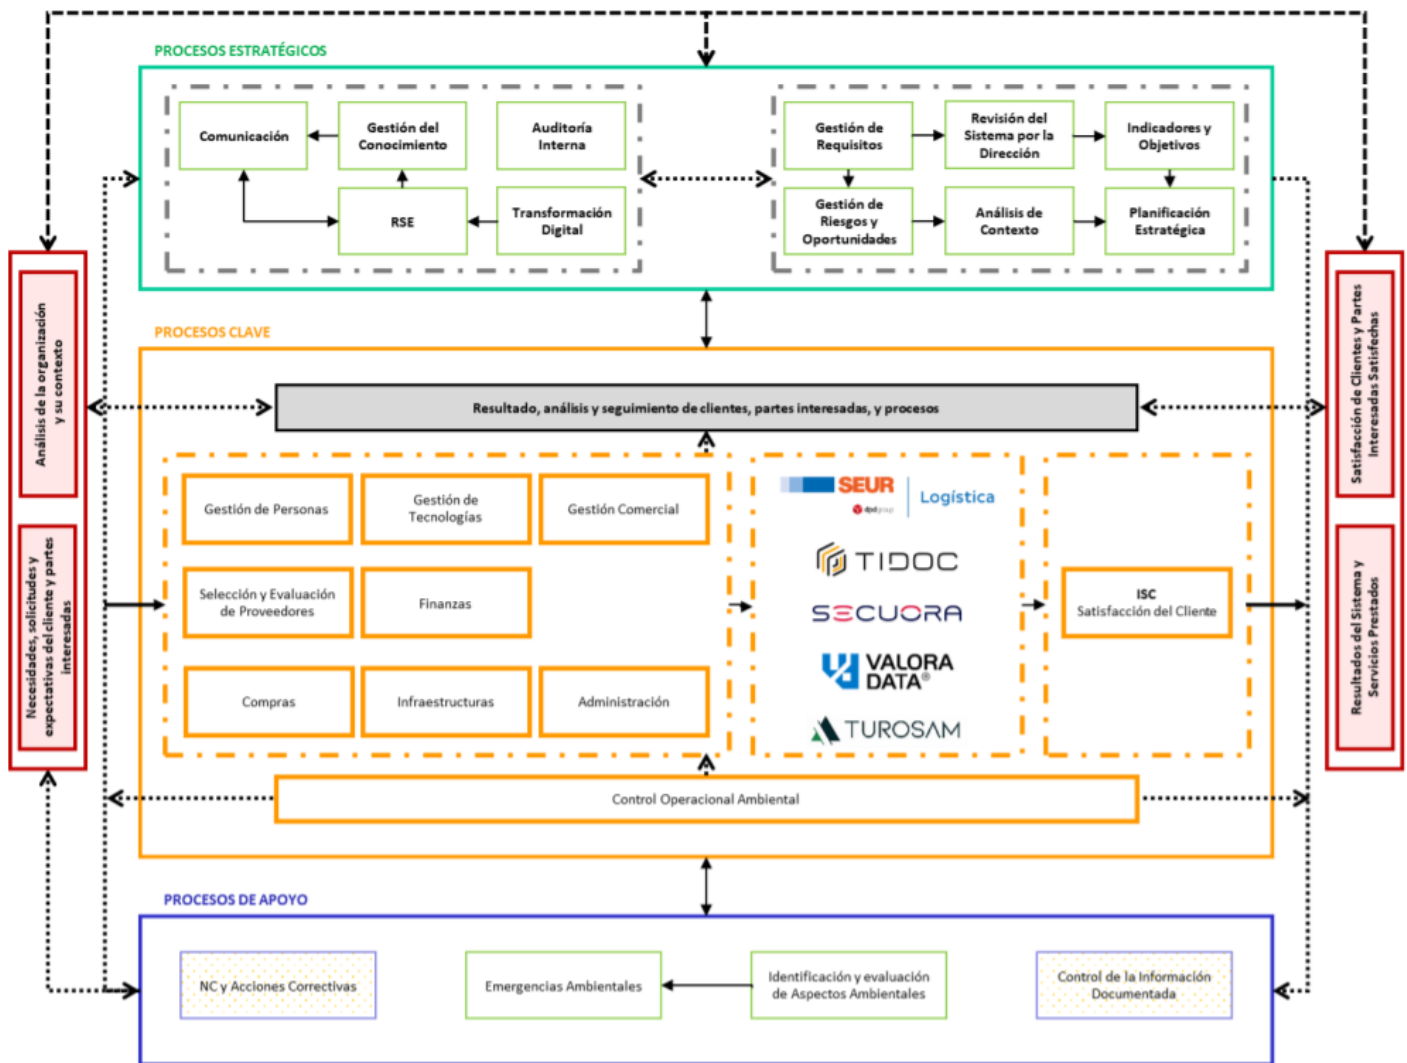 PROCESOS ESTRATÉGICOS
Comunicación
Gestión del
Conocimiento
Auditoría
Interna
RSE
Transformación
Digital
Gestión de
Requisitos
Revisión del
Sistema por la
Dirección
Indicadores y
Objetivos
Gestión de
Riesgos y
Oportunidades
Análisis de
Contexto
Planificación
Estratégica
Análisis de la organización
y su contexto
Necesidades, solicitudes y
expectativas del cliente y partes
interesadas
PROCESOS CLAVE
Resultado, análisis y seguimiento de clientes, partes interesadas, y procesos
Gestión de Personas
Gestión de
Tecnologías
Gestión Comercial
Selección y Evaluación
de Proveedores
Finanzas
Compras
Infraestructuras
Administración
SEUR
dpdgroup
Logística
TIDOC
SECUORA
VALORA
DATA®
TUROSAM
ISC
Satisfacción del Cliente
Control Operacional Ambiental
Satisfacción de Clientes y Partes
Interesadas Satisfechas
Resultados del Sistema y
Servicios Prestados
PROCESOS DE APOYO
NC y Acciones Correctivas
Emergencias Ambientales
Identificación y evaluación
de Aspectos Ambientales
Control de la Información
Documentada